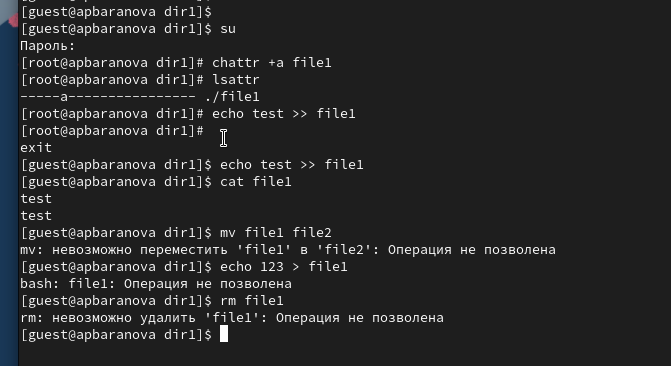 [guest@apbaranova dir1]$
[guest@apbaranova dir1]$ su
Пароль:
[root@apbaranova dir1]# chattr +a file1
[root@apbaranova dir1]# lsattr
-----a---------------- ./file1
[root@apbaranova dir1]# echo test >> file1
[root@apbaranova dir1]#
exit
[guest@apbaranova dir1]$ echo test >> file1
[guest@apbaranova dir1]$ cat file1
test
test
[guest@apbaranova dir1]$ mv file1 file2
mv: невозможно переместить 'file1' в 'file2': Операция не позволена
[guest@apbaranova dir1]$ echo 123 > file1
bash: file1: Операция не позволена
[guest@apbaranova dir1]$ rm file1
rm: невозможно удалить 'file1': Операция не позволена
[guest@apbaranova dir1]$